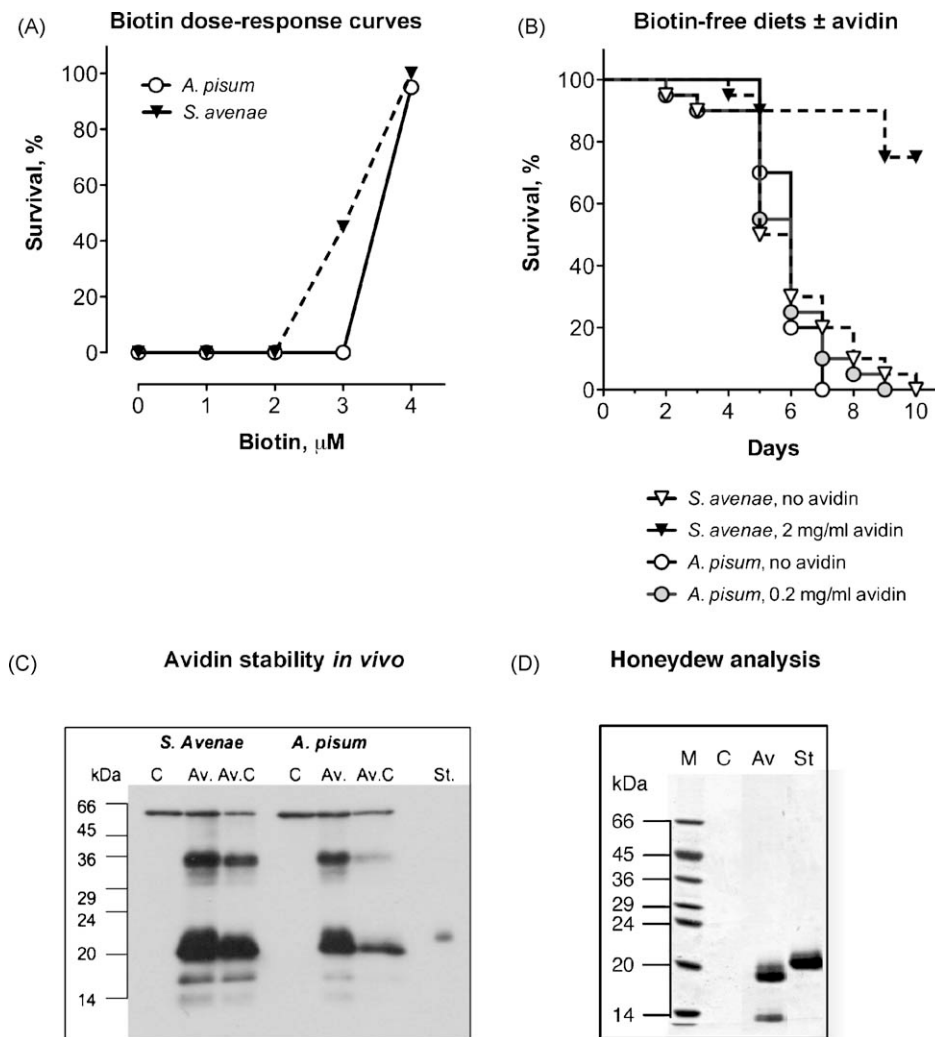 (A) Biotin dose-response curves
A. pisum
S. avenae
100
80
60
40
20
0
Survival, %
0 1 2 3 4
Biotin, μM
(B) Biotin-free diets ± avidin
100
80
60
40
20
0
Survival, %
0 2 4 6 8 10
Days
S. avenae, no avidin
S. avenae, 2 mg/ml avidin
A. pisum, no avidin
A. pisum, 0.2 mg/ml avidin
(C) Avidin stability in vivo
S. Avenae A. pisum
kDa C Av. Av.C C Av. Av.C St.
66
45
36
29
24
20
14
(D) Honeydew analysis
M C Av St
kDa
66
45
36
29
24
20
14